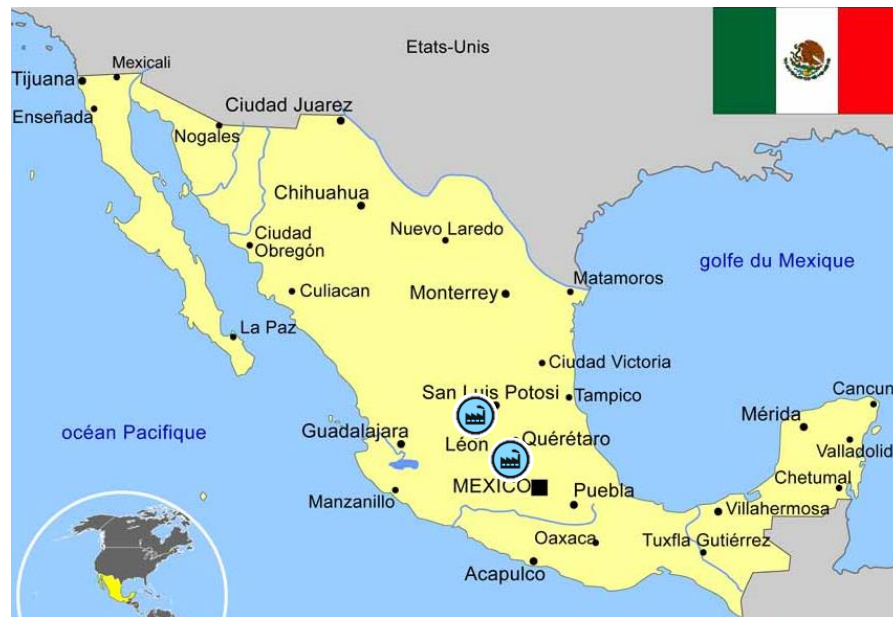 Etats-Unis
Mexicali
Tijuana
Enseñada
Ciudad Juarez
Nogales
Chihuahua
Nuevo Laredo
Ciudad
Obregón
golfe du Mexique
Matamoros
Culiacan
Monterrey
La Paz
Ciudad Victoria
San Luis Potosi
Tampico
Cancun
Mérida
océan Pacifique
Guadalajara
Léon
Quérétaro
Valladolid
Chetumal
MEXICO
Puebla
Manzanillo
Villahermosa
Oaxaca
Tuxfla Gutiérrez
Acapulco